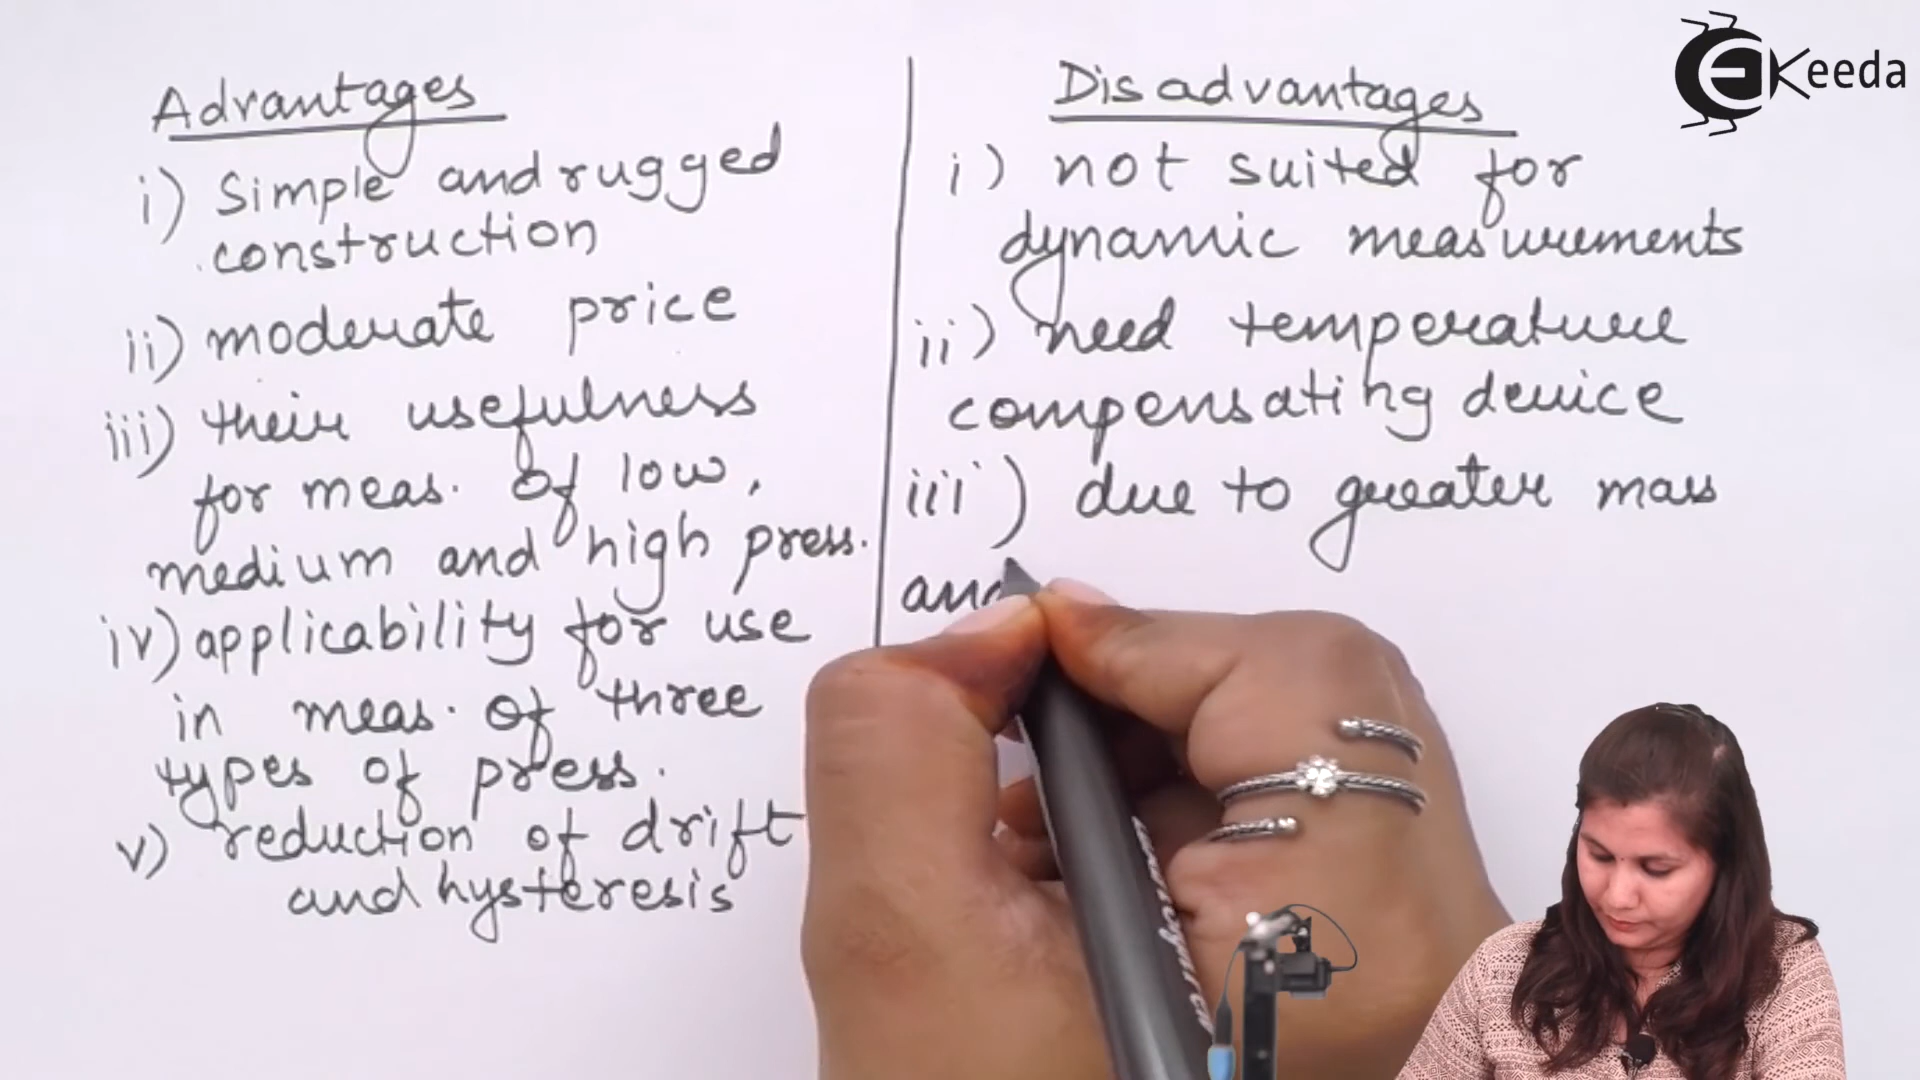 Advantages
i) Simple and rugged
construction
ii) moderate price
iii) their usefulness
for meas. of low,
medium and high press.
iv) applicability for use
in meas. of three
types of press.
v) reduction of drift
and hysteresis
Disadvantages
i) not suited for
dynamic measurements
ii) need temperature
compensating device
iii) due to greater mass
and
EKeeda